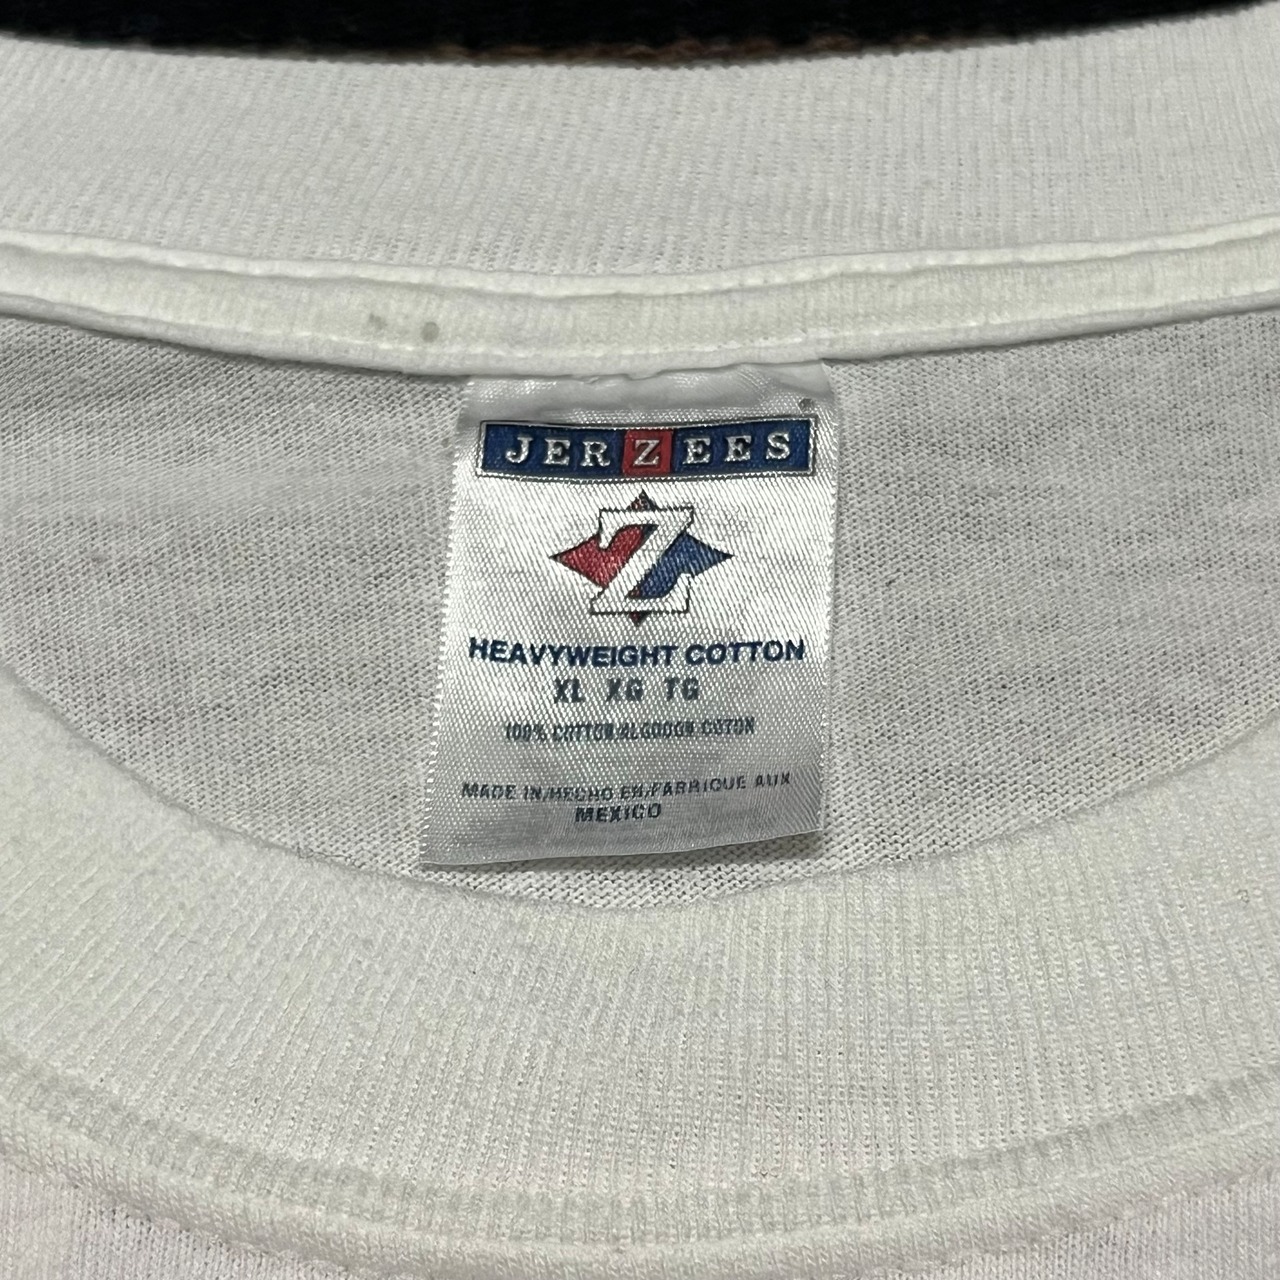 JERZEES
Z
HEAVYWEIGHT COTTON
XL XG TG
100% COTTON/ALGODON COTON
MADE IN/HECHO EN/FABRIQUE AUX
MEXICO